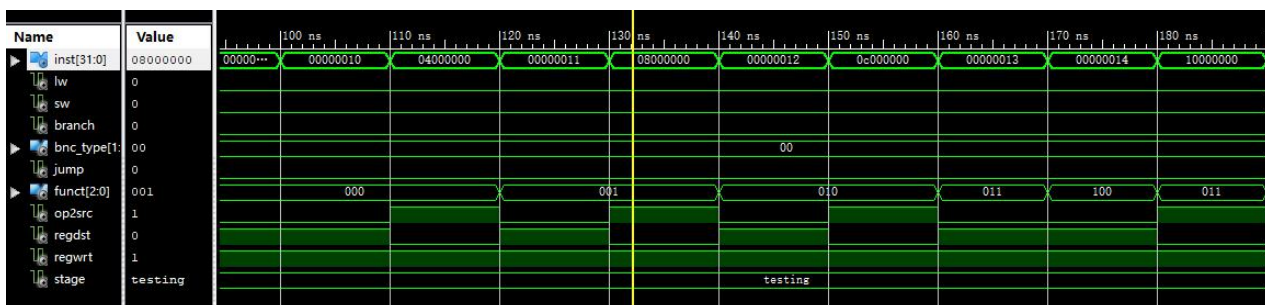 Name Value 100 ns 110 ns 120 ns 130 ns 140 ns 150 ns 160 ns 170 ns 180 ns
inst[31:0] 08000000 00000··· 00000010 04000000 00000011 08000000 00000012 0c000000 00000013 00000014 10000000
lw 0
sw 0
branch 0
bnc_type[1: 00 00
jump 0
funct[2:0] 001 000 001 010 011 100 011
op2src 1
regdst 0
regwrt 1
stage testing testing